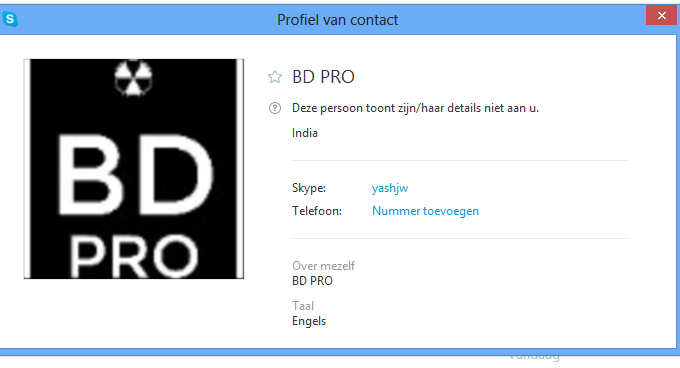 Profiel van contact
BD
PRO
BD PRO
Deze persoon toont zijn/haar details niet aan u.
India
Skype: yashjw
Telefoon: Nummer toevoegen
Over mezelf
BD PRO
Taal
Engels
vandaag